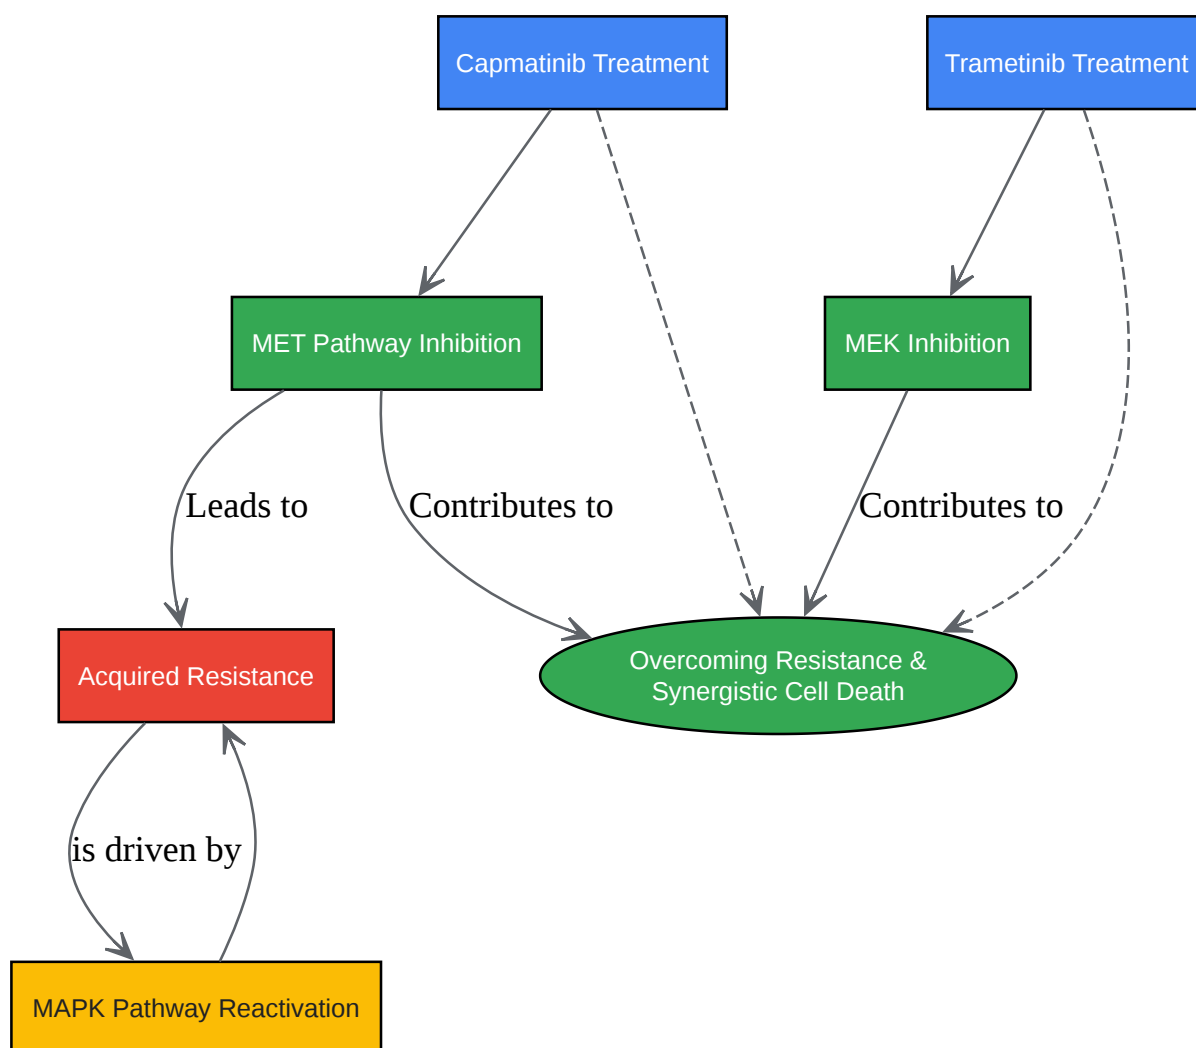 Capmatinib Treatment
Trametinib Treatment
MET Pathway Inhibition
MEK Inhibition
Leads to
Contributes to
Contributes to
Acquired Resistance
Overcoming Resistance &
Synergistic Cell Death
is driven by
MAPK Pathway Reactivation